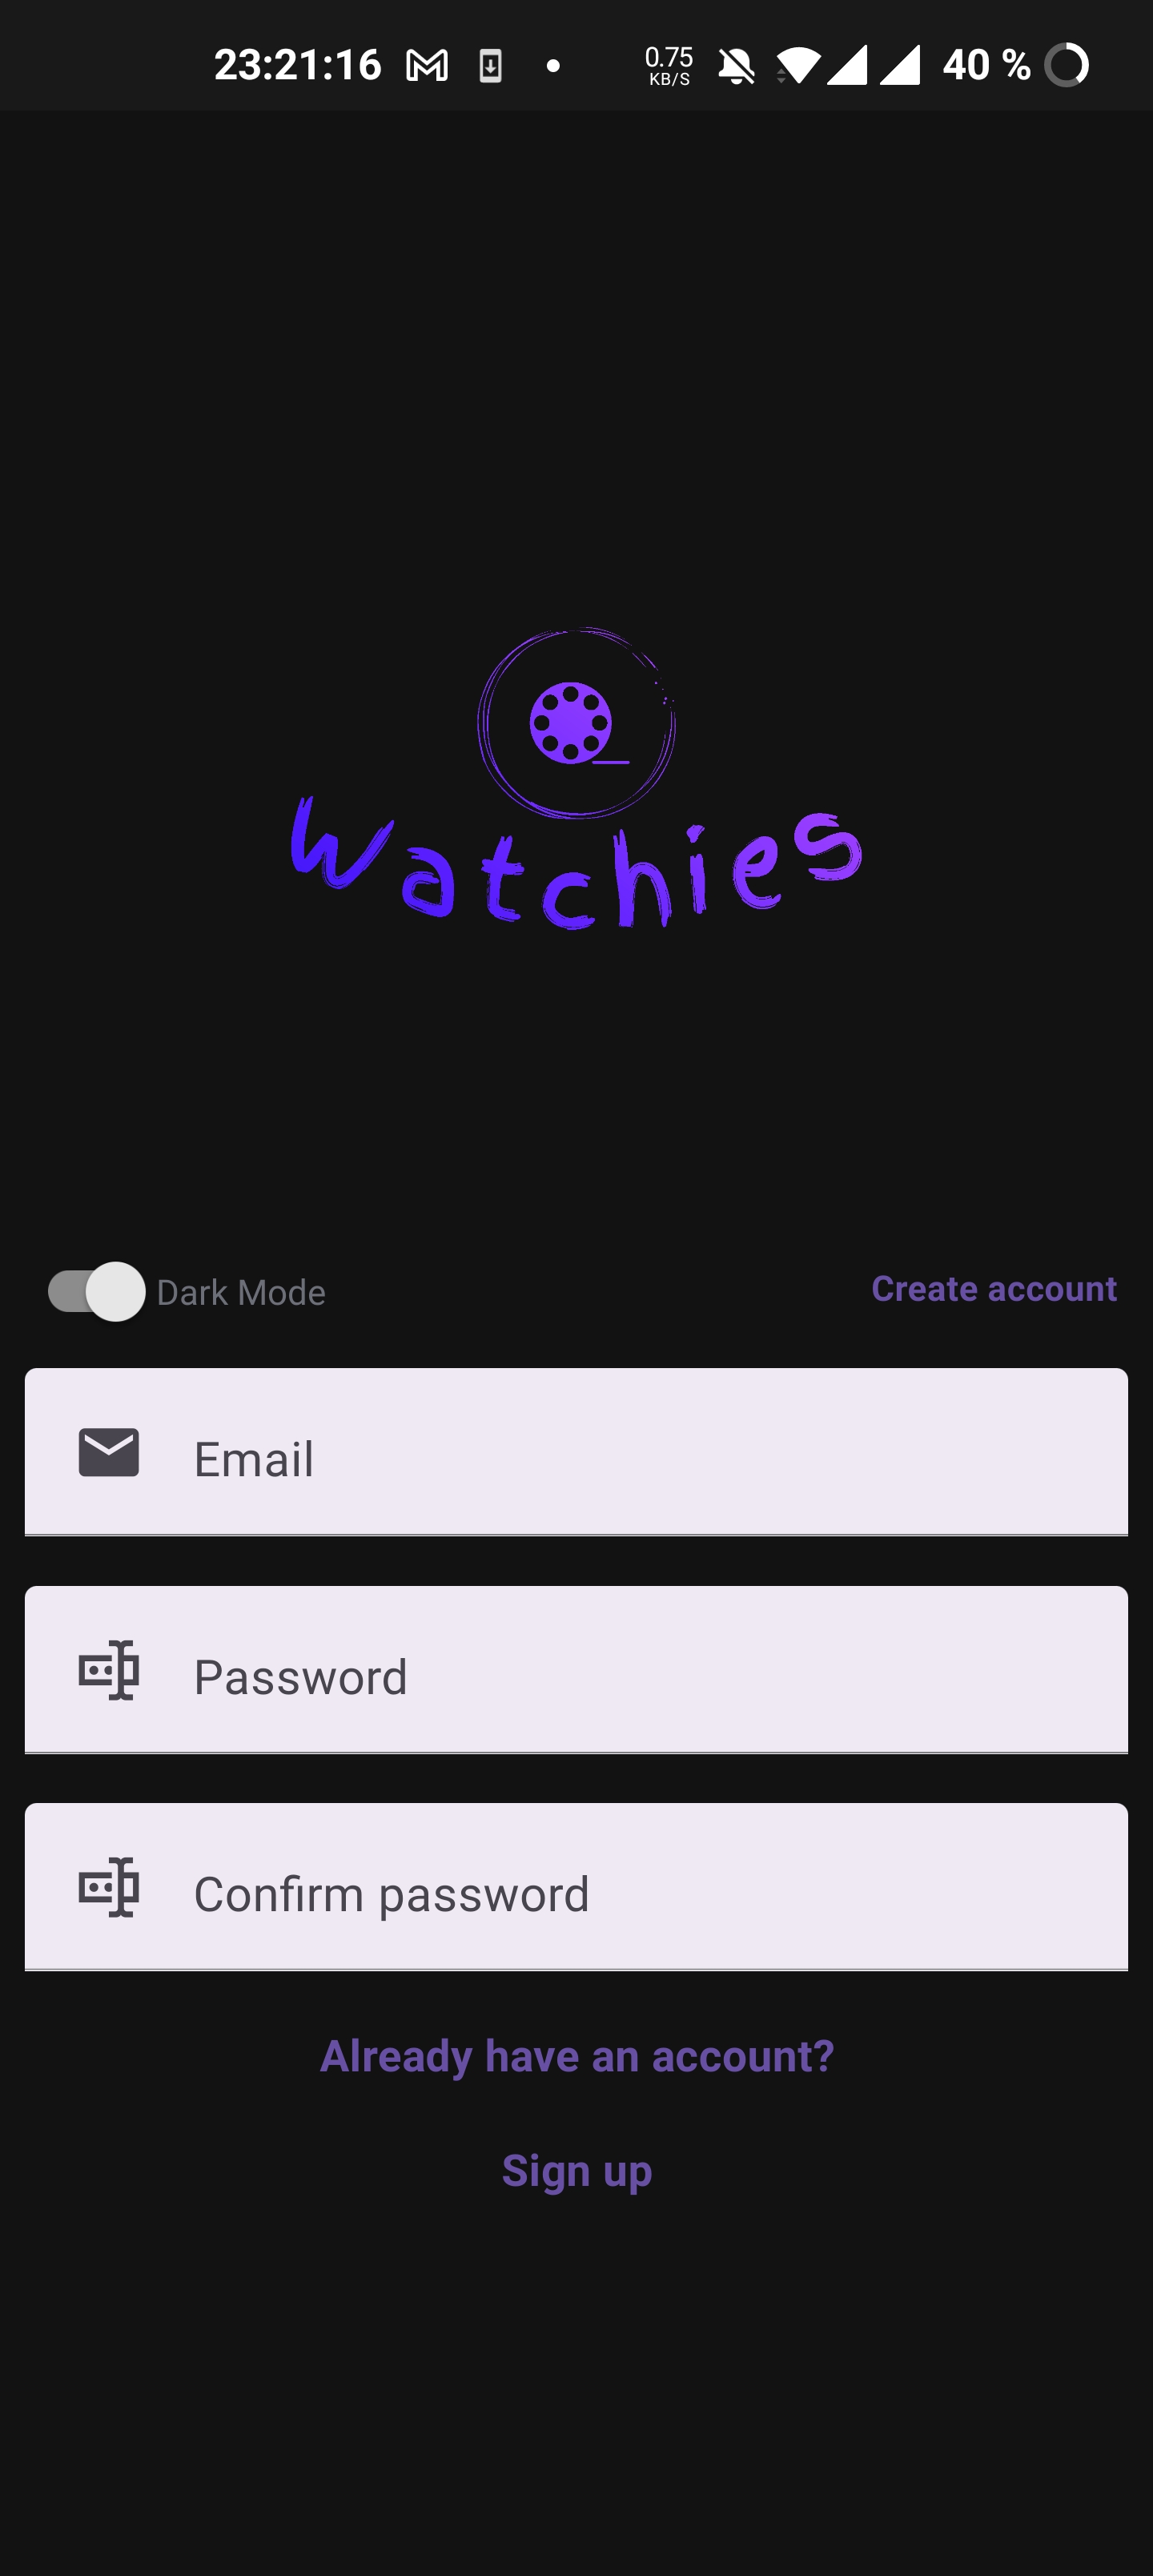 23:21:16 0.75 KB/S 40 %
Watchies
Dark Mode Create account
Email
Password
Confirm password
Already have an account?
Sign up